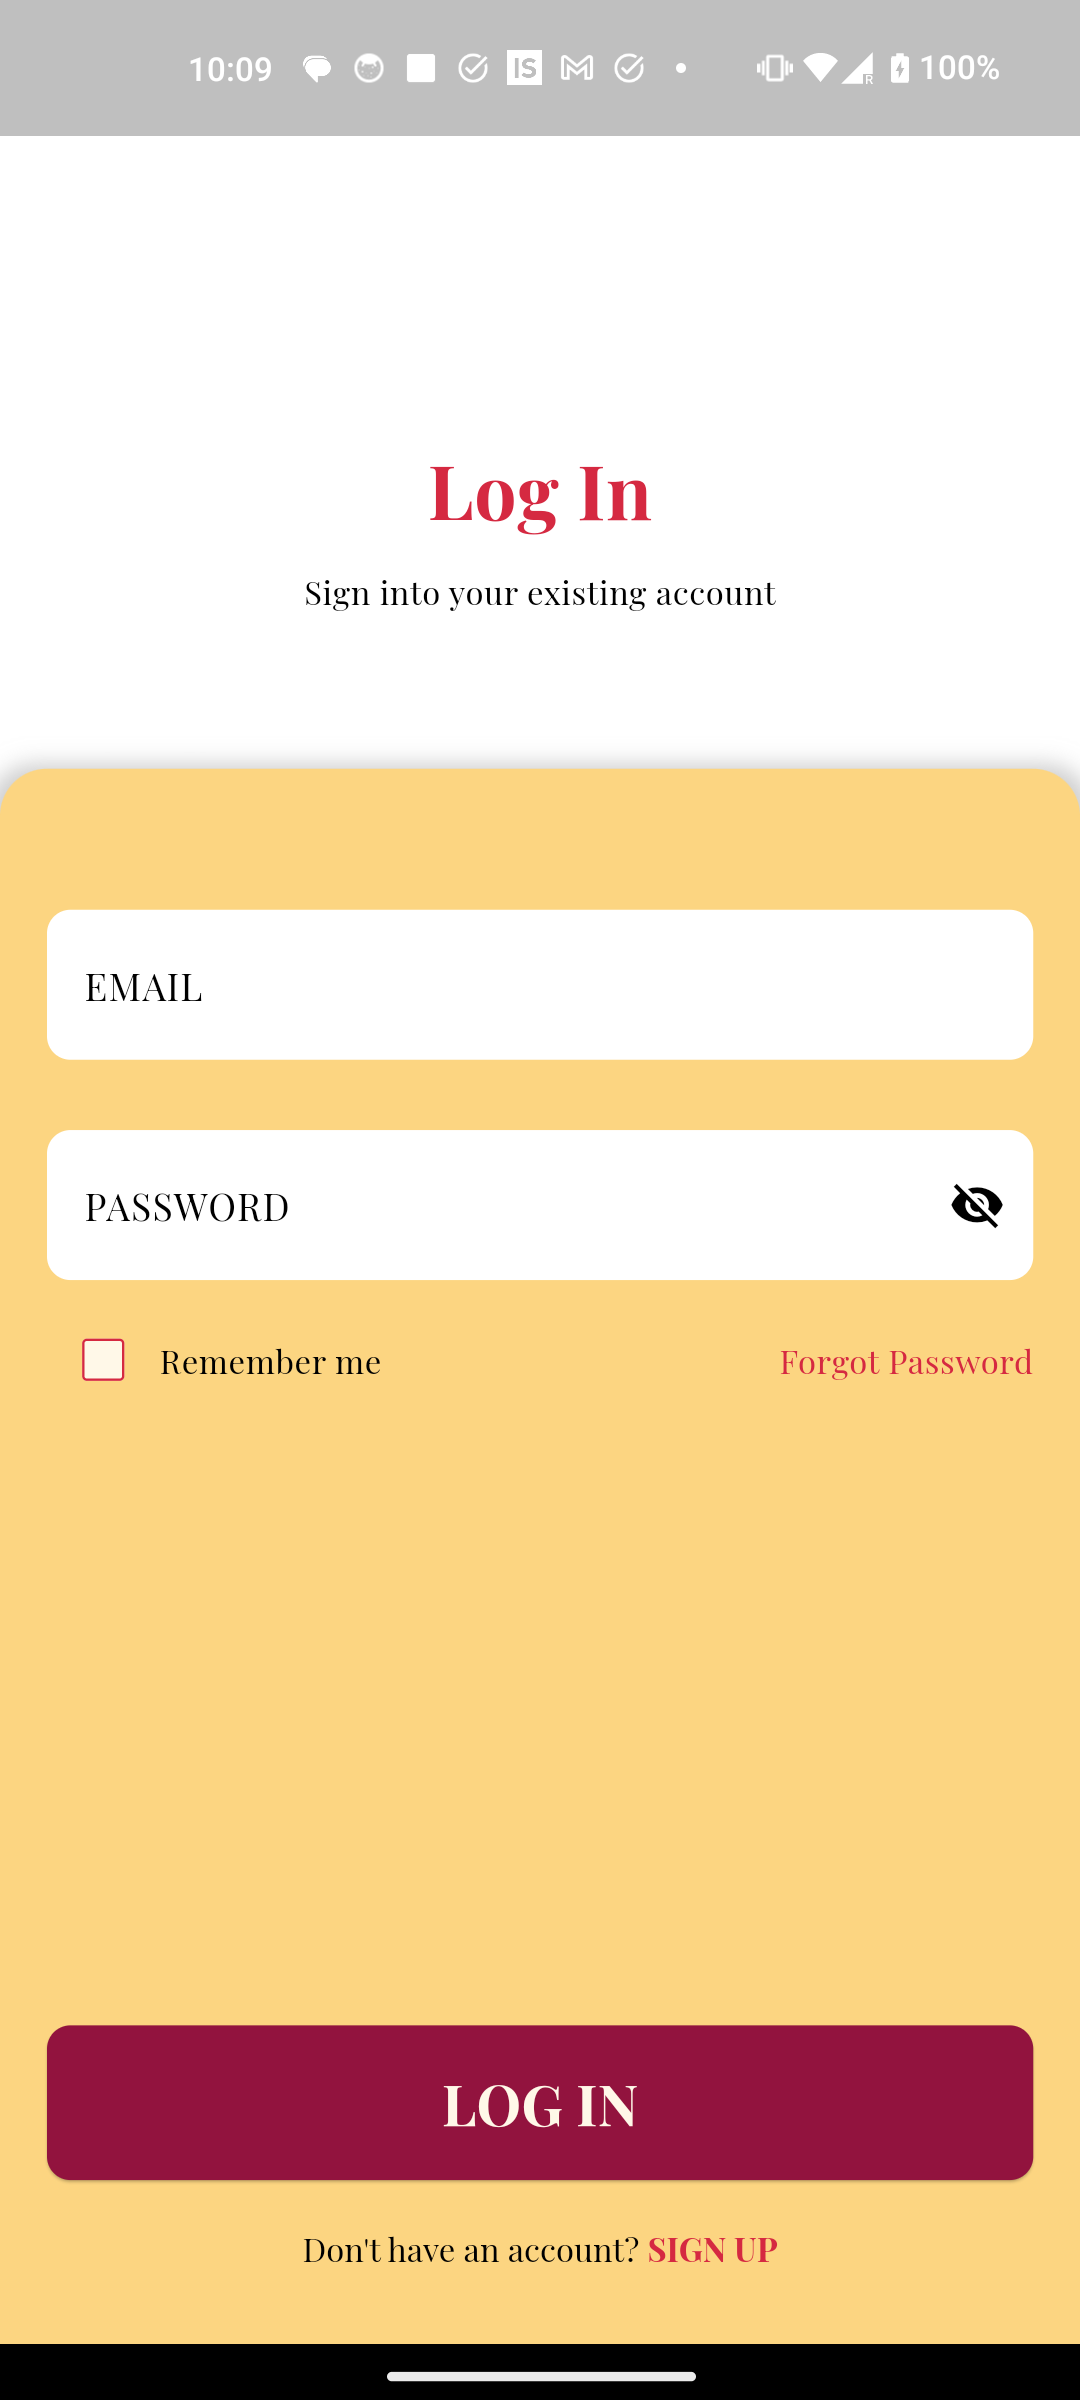 10:09 IS R 100%
Log In
Sign into your existing account
EMAIL
PASSWORD
Remember me Forgot Password
LOG IN
Don't have an account? SIGN UP